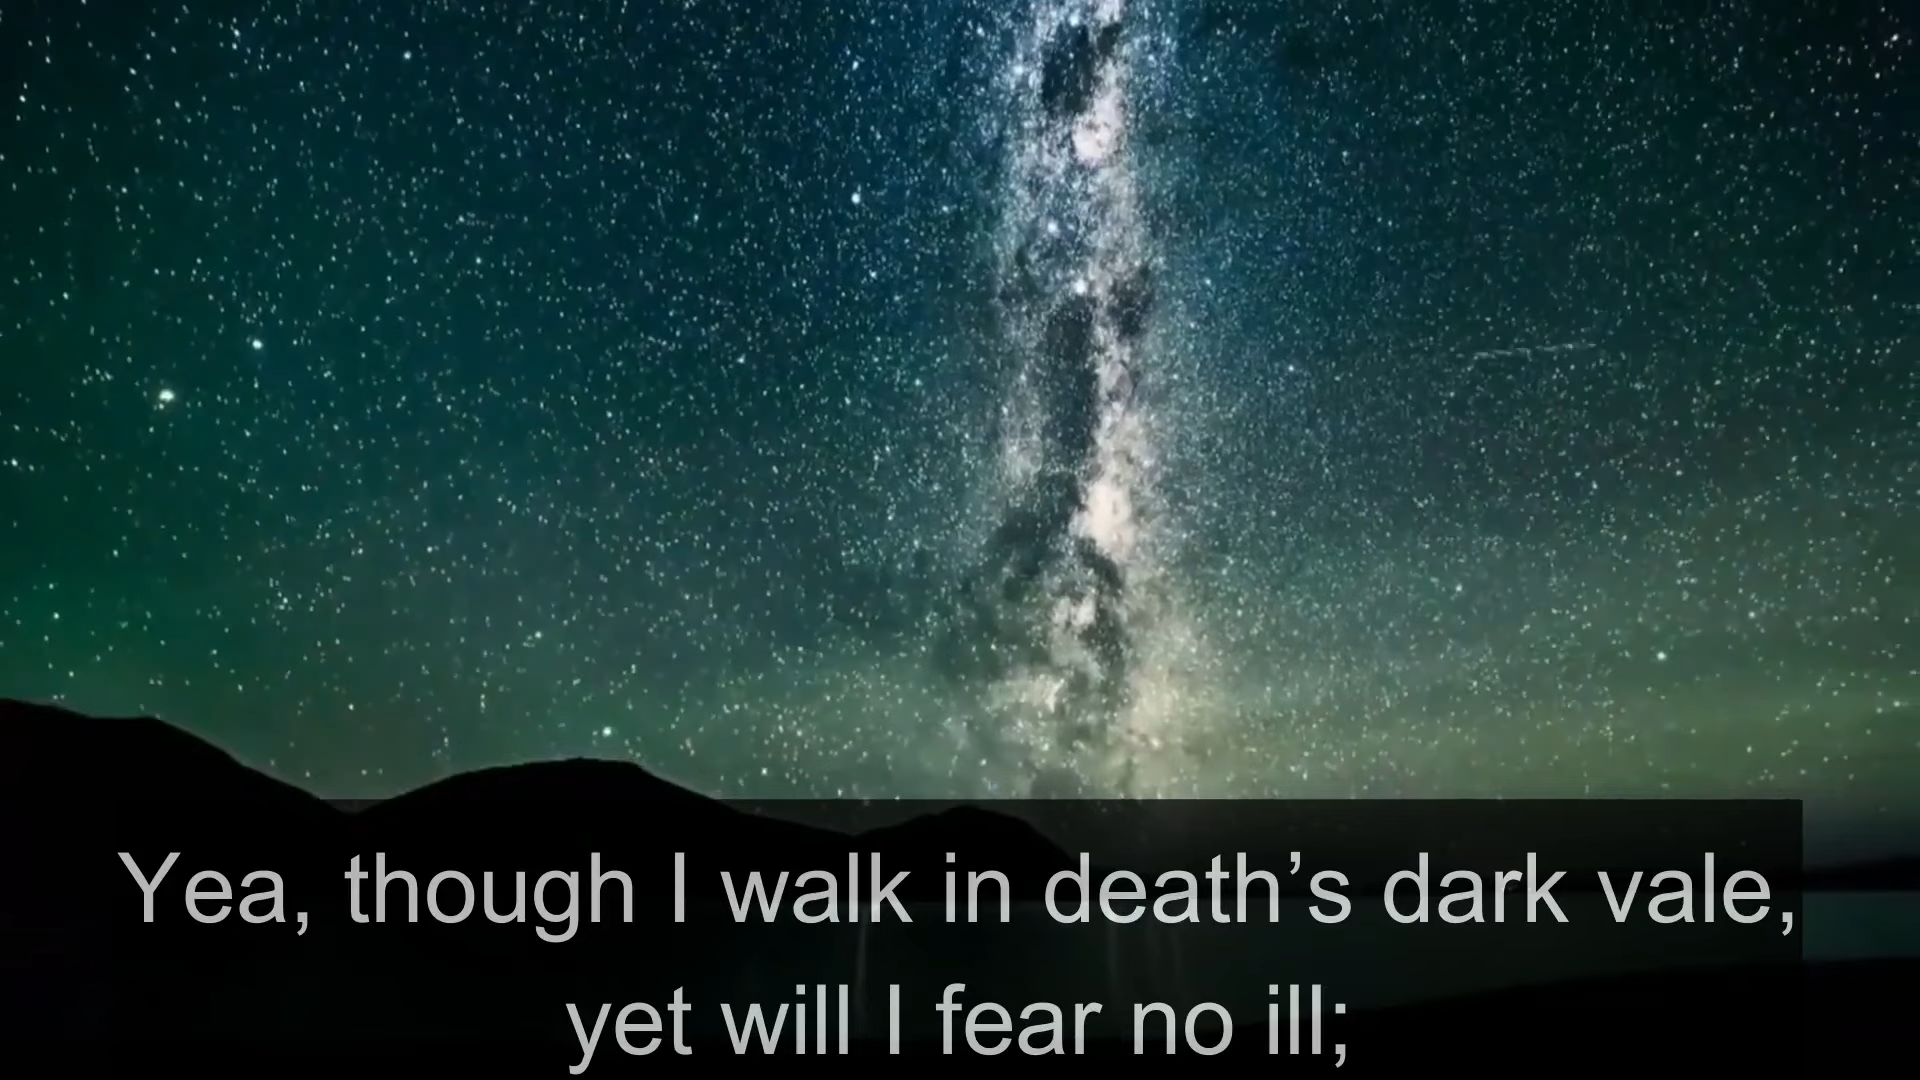 Yea, though I walk in death’s dark vale,
yet will I fear no ill;